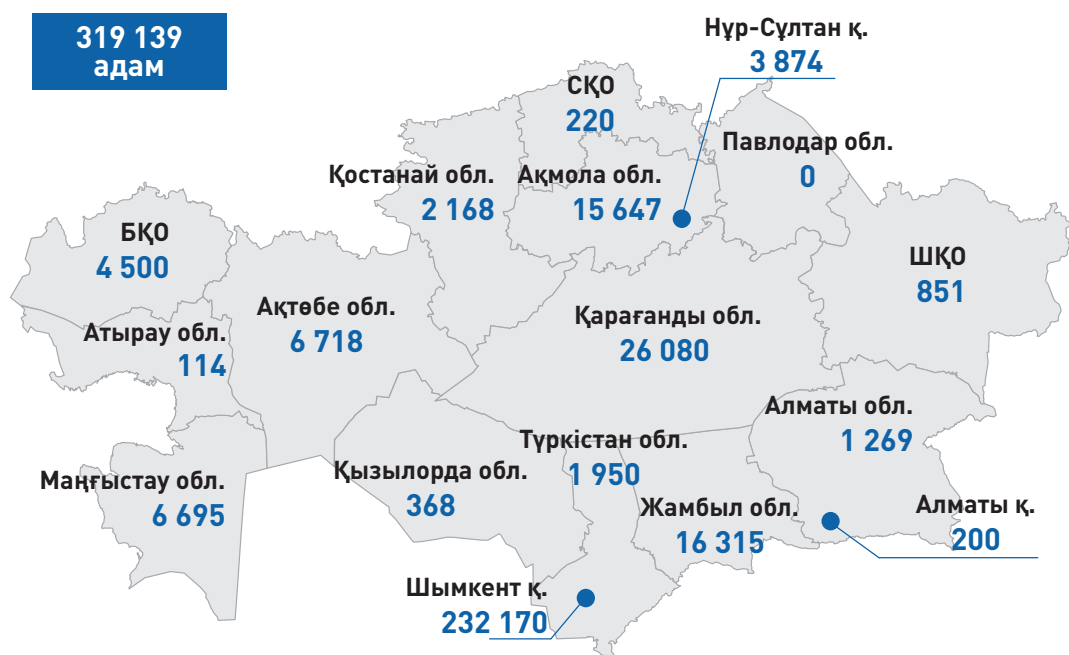 319 139
адам
Нұр-Сұлтан қ.
3 874
СҚО
220
Павлодар обл.
0
Қостанай обл.
2 168
Ақмола обл.
15 647
БҚО
4 500
ШҚО
851
Ақтөбе обл.
6 718
Қарағанды обл.
26 080
Атырау обл.
114
Алматы обл.
1 269
Түркістан обл.
1 950
Қызылорда обл.
368
Маңғыстау обл.
6 695
Жамбыл обл.
16 315
Алматы қ.
200
Шымкент қ.
232 170